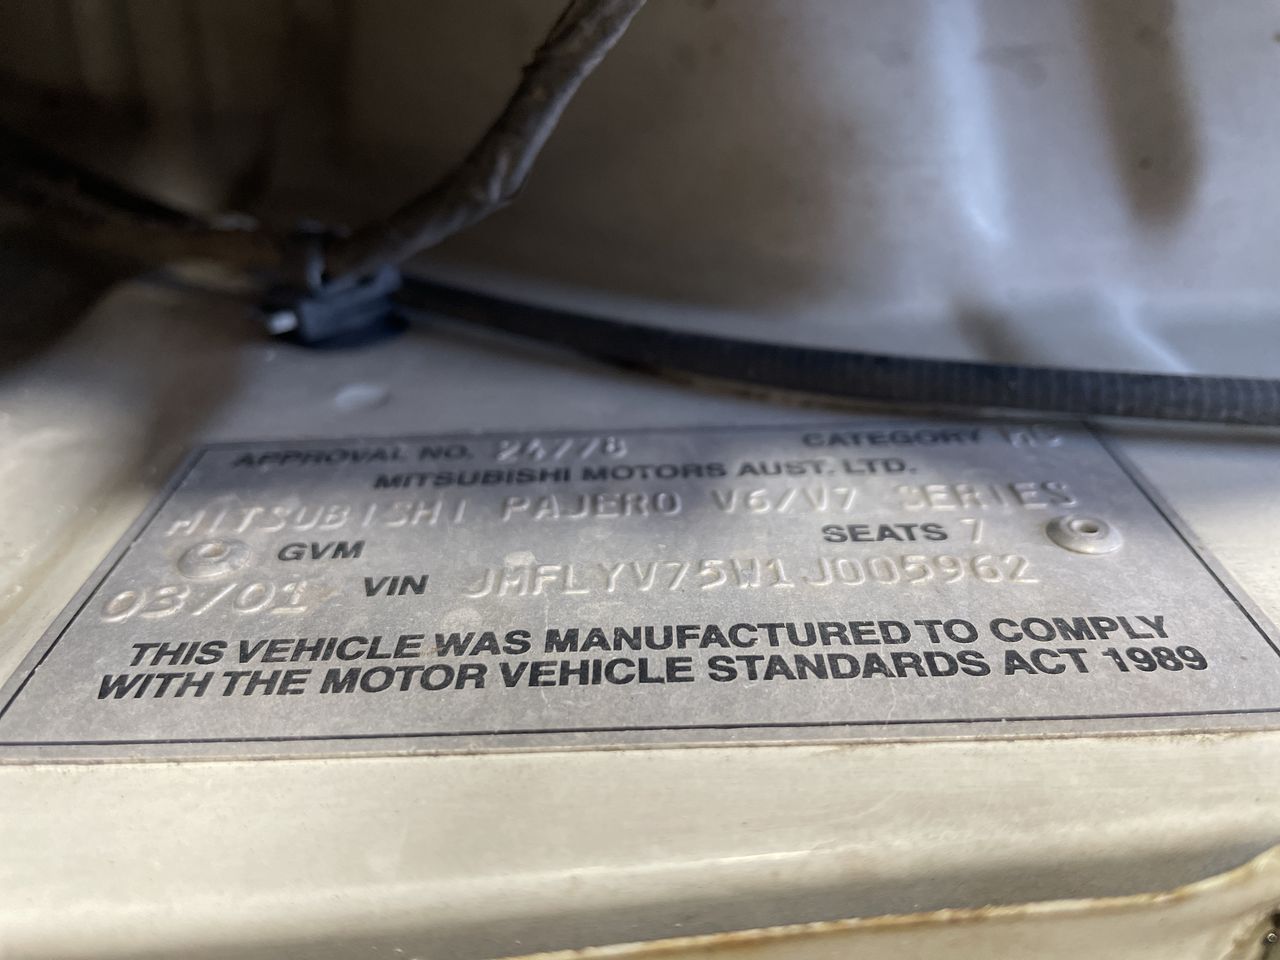 APPROVAL NO. 24778 CATEGORY MC
MITSUBISHI MOTORS AUST. LTD.
MITSUBISHI PAJERO V6/V7 SERIES
GVM SEATS 7
03/01 VIN JMFLYV75W1J005962
THIS VEHICLE WAS MANUFACTURED TO COMPLY
WITH THE MOTOR VEHICLE STANDARDS ACT 1989